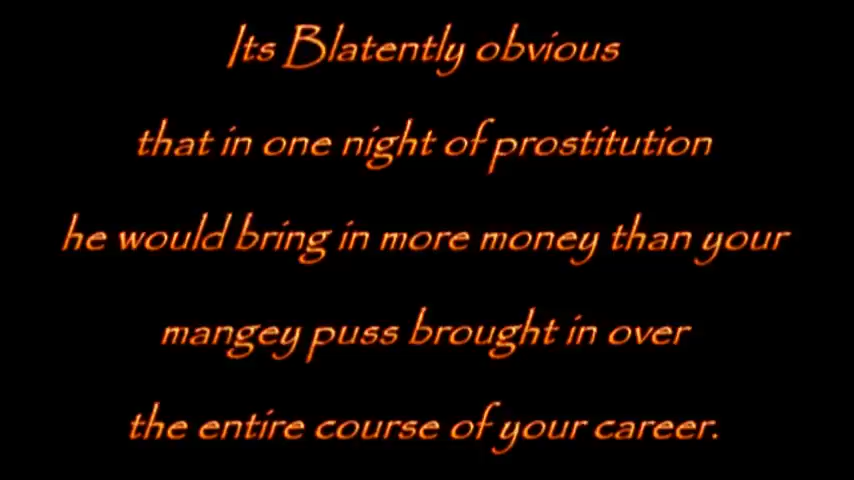 Its Blatently obvious
that in one night of prostitution
he would bring in more money than your
mangey puss brought in over
the entire course of your career.